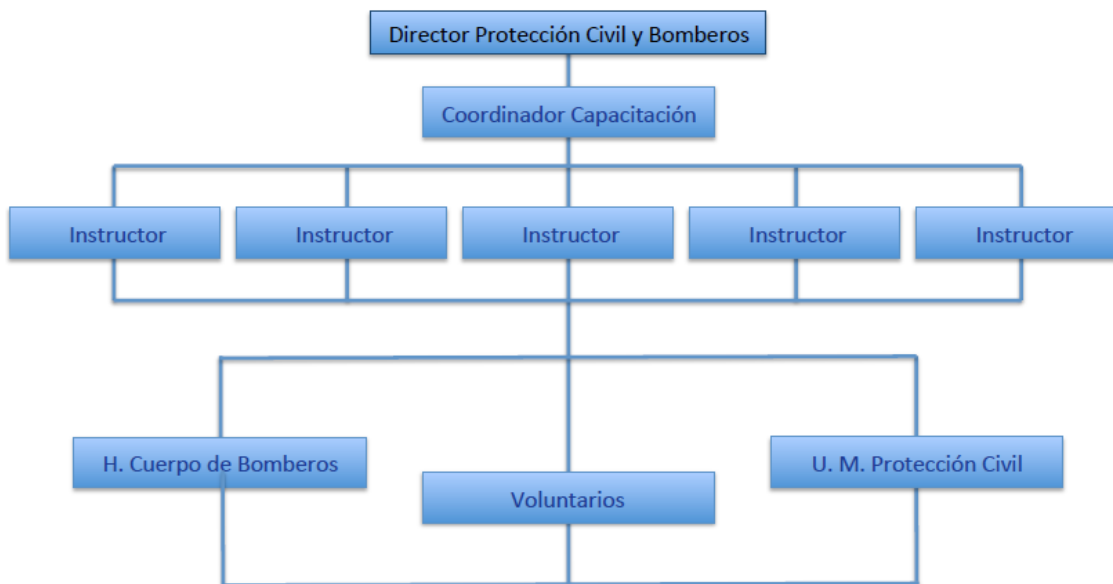 Director Protección Civil y Bomberos
Coordinador Capacitación
Instructor
Instructor
Instructor
Instructor
Instructor
H. Cuerpo de Bomberos
U. M. Protección Civil
Voluntarios